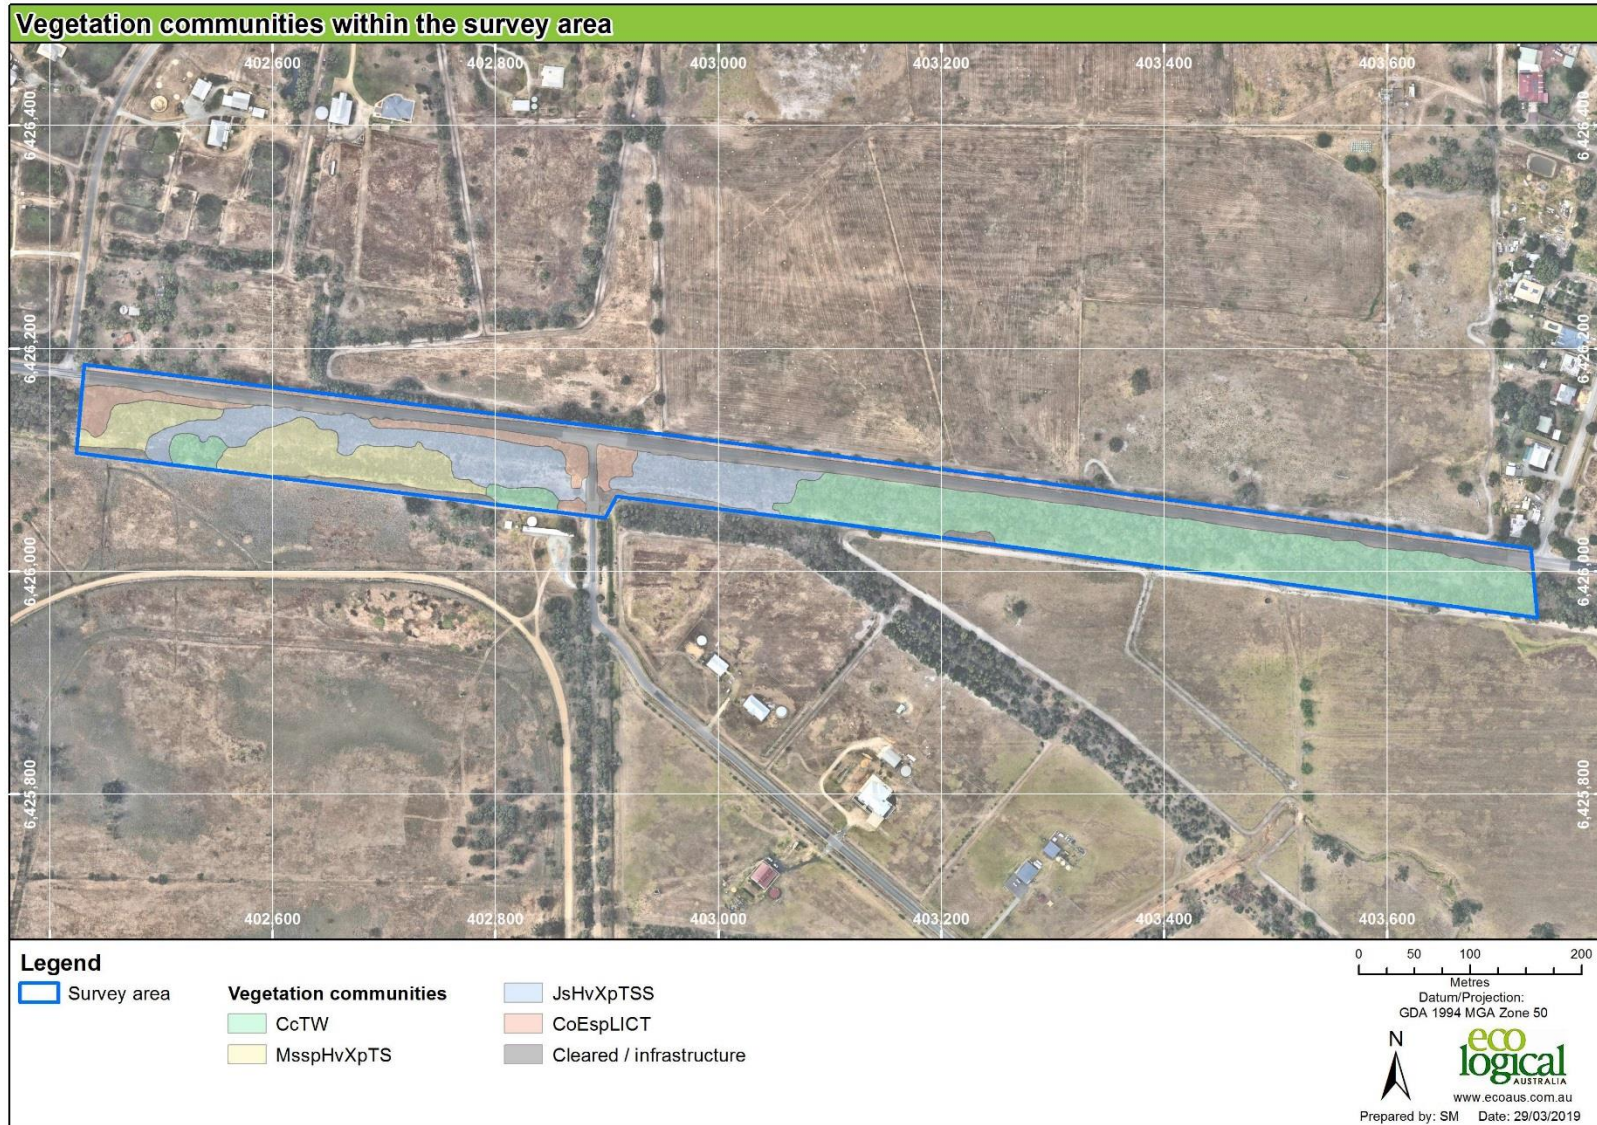 Vegetation communities within the survey area
402,600 402,800 403,000 403,200 403,400 403,600
6,426,400 6,426,400
6,426,200 6,426,200
6,426,000 6,426,000
6,425,800 6,425,800
402,600 402,800 403,000 403,200 403,400 403,600
Legend
Survey area
Vegetation communities
CcTW
MsspHvXpTS
JsHvXpTSS
CoEspLICT
Cleared / infrastructure
0 50 100 200
Metres
Datum/Projection:
GDA 1994 MGA Zone 50
N
eco
logical
AUSTRALIA
www.ecoaus.com.au
Prepared by: SM Date: 29/03/2019